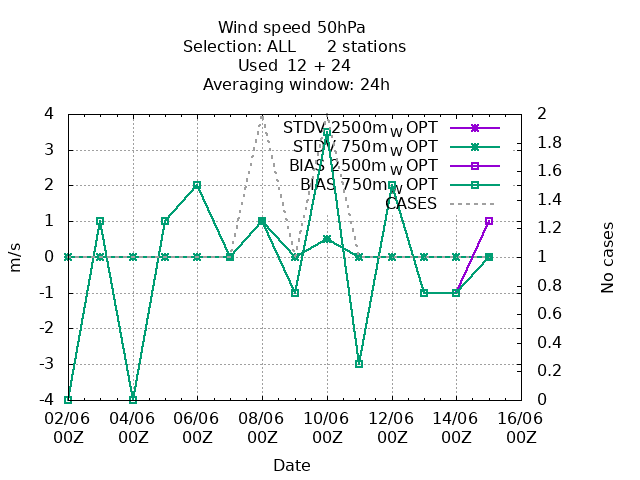 Wind speed 50hPa
Selection: ALL 2 stations
Used 12 + 24
Averaging window: 24h
STDV 2500m_W OPT
STDV 750m_W OPT
BIAS 2500m_W OPT
BIAS 750m_W OPT
CASES
4
3
2
1
0
-1
-2
-3
-4
m/s
2
1.8
1.6
1.4
1.2
1
0.8
0.6
0.4
0.2
0
No cases
02/06 04/06 06/06 08/06 10/06 12/06 14/06 16/06
00Z 00Z 00Z 00Z 00Z 00Z 00Z 00Z
Date